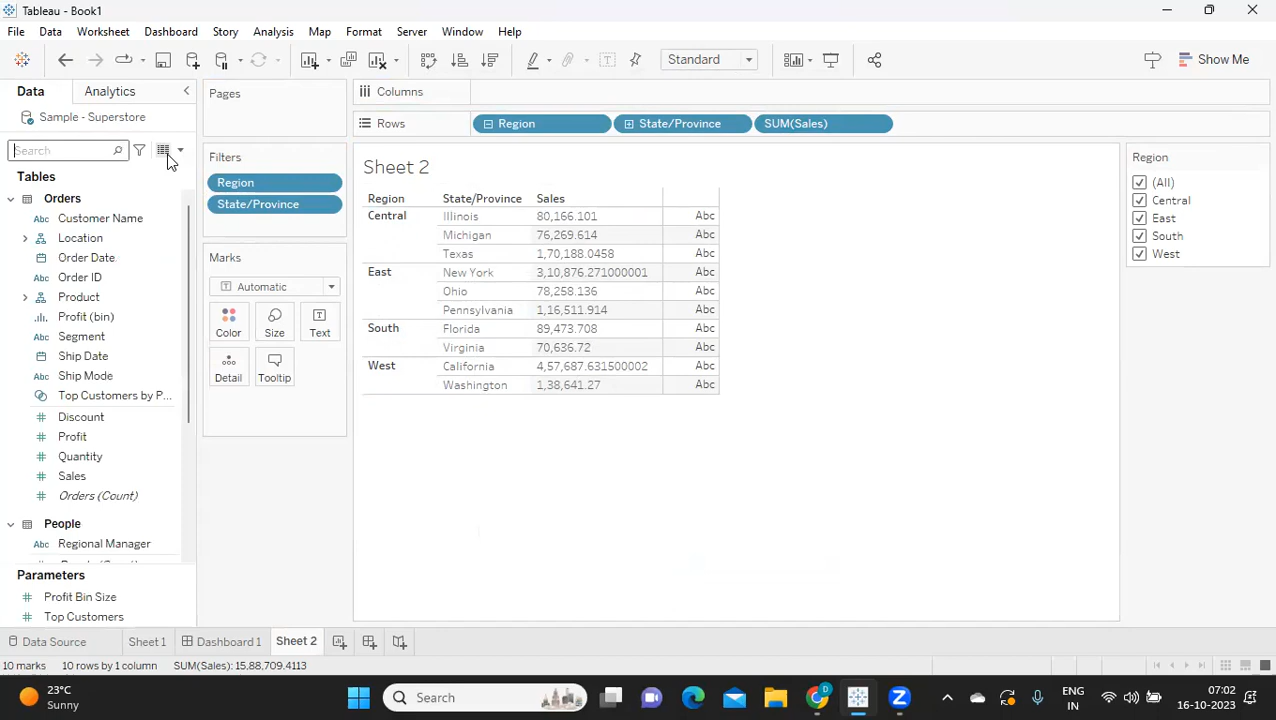 Tableau - Book1
File Data Worksheet Dashboard Story Analysis Map Format Server Window Help
Standard
Show Me
Data Analytics
Sample - Superstore
Search
Tables
Orders
Abc Customer Name
Location
Order Date
Abc Order ID
Product
Profit (bin)
Abc Segment
Ship Date
Abc Ship Mode
Top Customers by P...
Discount
Profit
Quantity
Sales
Orders (Count)
People
Abc Regional Manager
Parameters
Profit Bin Size
Top Customers
Pages
Filters
Region
State/Province
Marks
Automatic
Color Size Text
Detail Tooltip
Columns
Rows Region State/Province SUM(Sales)
Sheet 2
Region State/Province Sales
Central Illinois 80,166.101 Abc
Michigan 76,269.614 Abc
Texas 1,70,188.0458 Abc
East New York 3,10,876.271000001 Abc
Ohio 78,258.136 Abc
Pennsylvania 1,16,511.914 Abc
South Florida 89,473.708 Abc
Virginia 70,636.72 Abc
West California 4,57,687.631500002 Abc
Washington 1,38,641.27 Abc
Region
(All)
Central
East
South
West
Data Source Sheet 1 Dashboard 1 Sheet 2
10 marks 10 rows by 1 column SUM(Sales): 15,88,709.4113
23°C
Sunny
Search
ENG
IN
07:02
16-10-2023